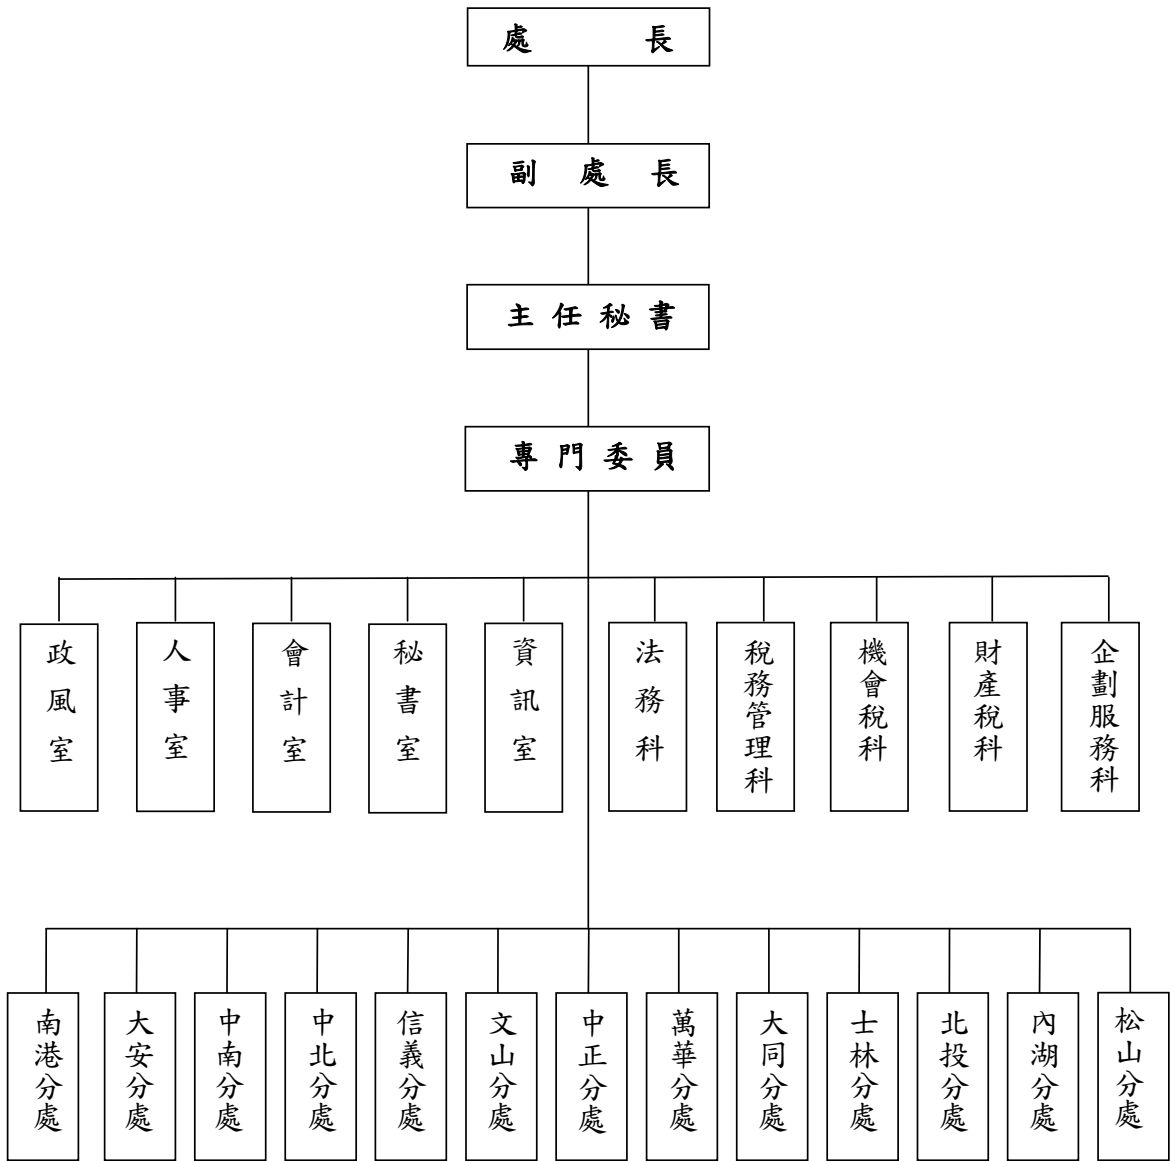 處長
副處長
主任秘書
專門委員
政風室
人事室
會計室
秘書室
資訊室
法務科
稅務管理科
機會稅科
財產稅科
企劃服務科
南港分處
大安分處
中南分處
中北分處
信義分處
文山分處
中正分處
萬華分處
大同分處
士林分處
北投分處
內湖分處
松山分處